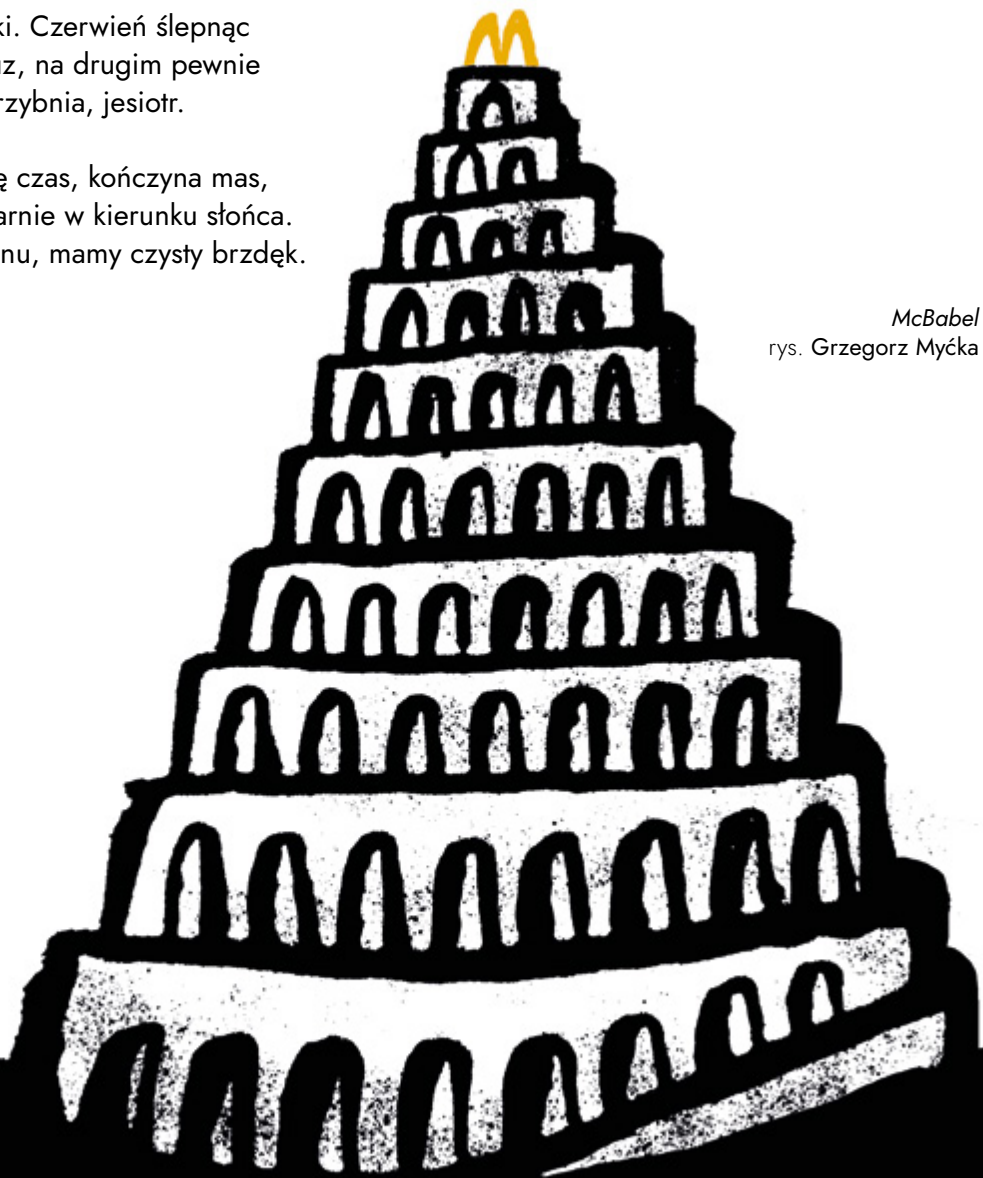 ki. Czerwień ślepnąc
z, na drugim pewnie
rzybnia, jesiotr.
czas, kończyna mas,
arnie w kierunku słońca.
nu, mamy czysty brzdęk.
McBabel
rys. Grzegorz Myćka